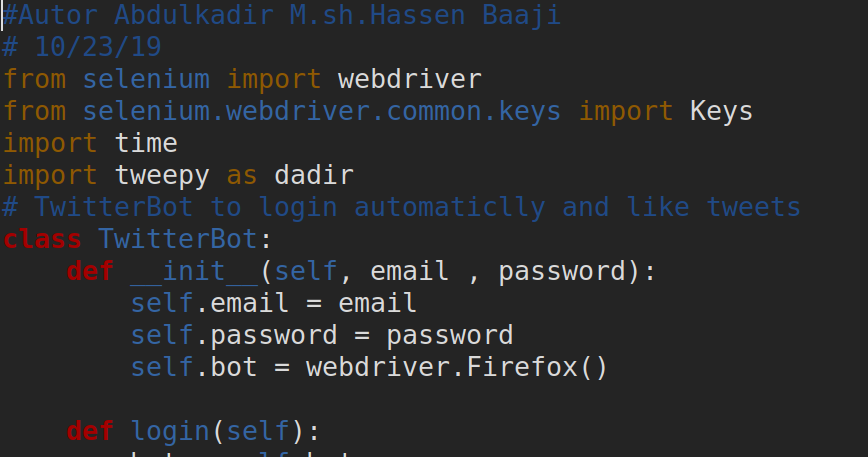 #Autor Abdulkadir M.sh.Hassen Baaji
# 10/23/19
from selenium import webdriver
from selenium.webdriver.common.keys import Keys
import time
import tweepy as dadir
# TwitterBot to login automaticlly and like tweets
class TwitterBot:
    def __init__(self, email , password):
        self.email = email
        self.password = password
        self.bot = webdriver.Firefox()

    def login(self):